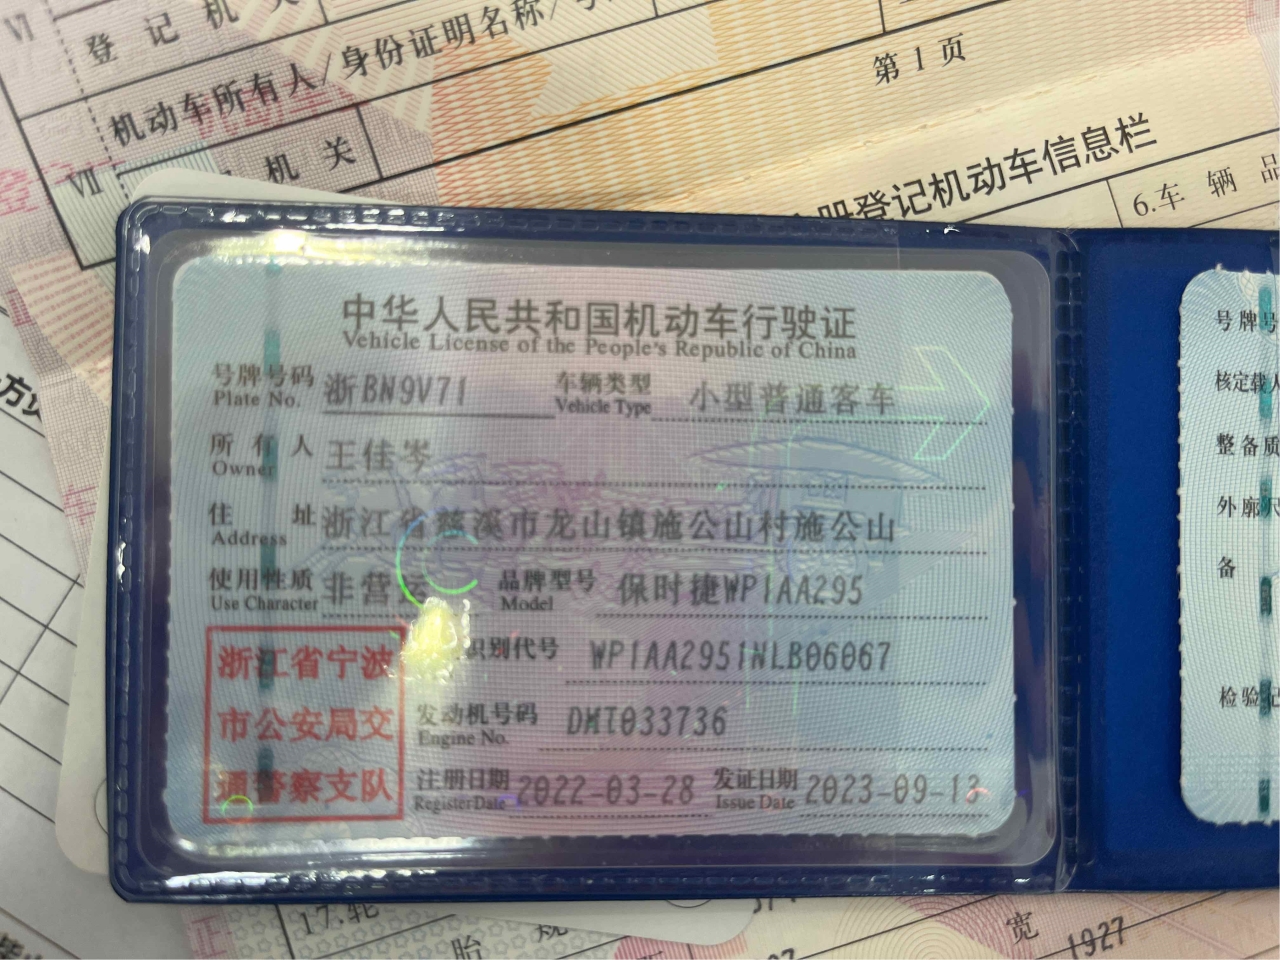 VI
登记机关
机动车所有人/身份证明名称/号
第1页
VII
机关
册登记机动车信息栏
6.车辆品
中华人民共和国机动车行驶证
Vehicle License of the People's Republic of China
号牌号码 浙BN9V71 车辆类型 小型普通客车
Plate No. Vehicle Type
所有人 王佳岑
Owner
住址 浙江省慈溪市龙山镇施公山村施公山
Address
使用性质 非营 品牌型号 保时捷WP1AA295
Use Character Model
识别代号 WP1AA2951NLB06067
浙江省宁波
市公安局交
通警察支队
发动机号码 DMT033736
Engine No.
注册日期 2022-03-28 发证日期 2023-09-13
Register Date Issue Date
号牌号
核定载人
整备质
外廓尺
备
检验记
17.轮
胎
宽
1927